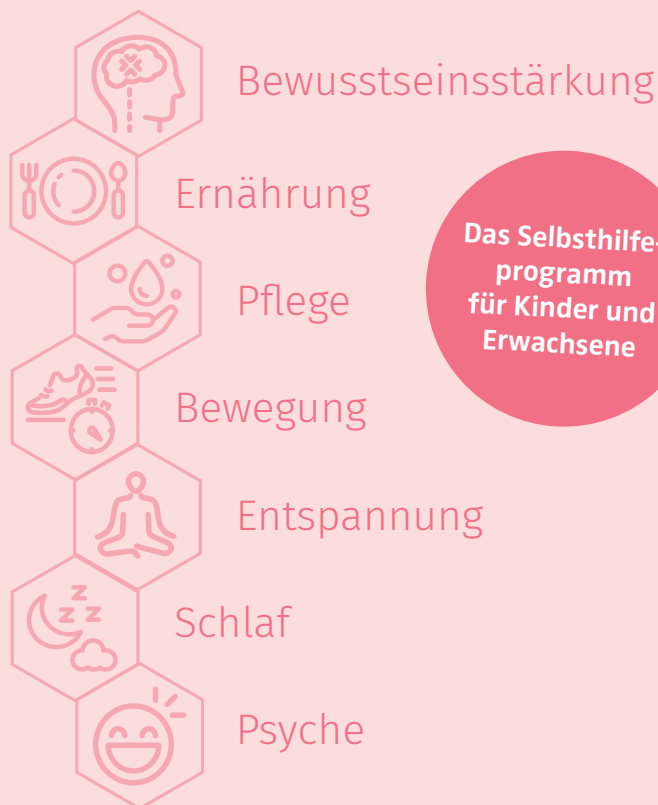 Bewusstseinsstärkung
Ernährung
Das Selbsthilfe-
programm
für Kinder und
Erwachsene
Pflege
Bewegung
Entspannung
Schlaf
Psyche